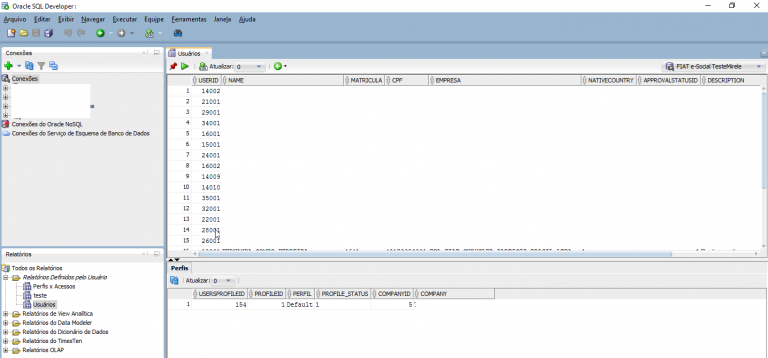 Oracle SQL Developer:
Arquivo Editar Exibir Navegar Executar Equipe Ferramentas Janela Ajuda
Conexões
Conexões
Conexões do Oracle NoSQL
Conexões do Serviço de Esquema de Banco de Dados
Relatórios
Todos os Relatórios
Relatórios Definidos pelo Usuário
Perfis x Acessos
teste
Usuários
Relatórios de View Analítica
Relatórios do Data Modeler
Relatórios do Dicionário de Dados
Relatórios do TimesTen
Relatórios OLAP
Usuários
Atualizar: 0
FIAT e-Social TesteMirele
USERID NAME MATRICULA CPF EMPRESA NATIVECOUNTRY APPROVALSTATUSID DESCRIPTION
1 14002
2 21001
3 29001
4 34001
5 16001
6 15001
7 24001
8 16002
9 14009
10 14010
11 35001
12 32001
13 22001
14 28001
15 26001
Perfis
Atualizar: 0
USERSPROFILEID PROFILEID PERFIL PROFILE_STATUS COMPANYID COMPANY
1 154 1 Default 1